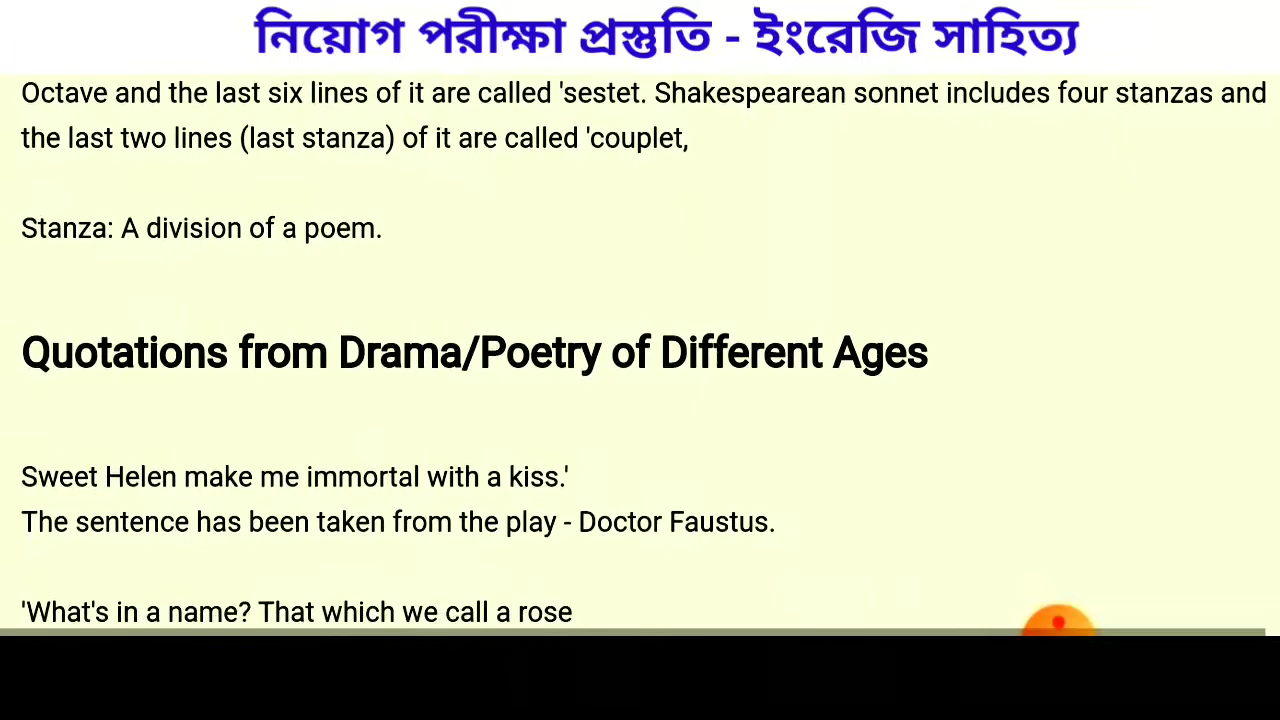 নিয়োগ পরীক্ষা প্রস্তুতি - ইংরেজি সাহিত্য
Octave and the last six lines of it are called 'sestet. Shakespearean sonnet includes four stanzas and
the last two lines (last stanza) of it are called 'couplet,
Stanza: A division of a poem.
Quotations from Drama/Poetry of Different Ages
Sweet Helen make me immortal with a kiss.'
The sentence has been taken from the play - Doctor Faustus.
'What's in a name? That which we call a rose